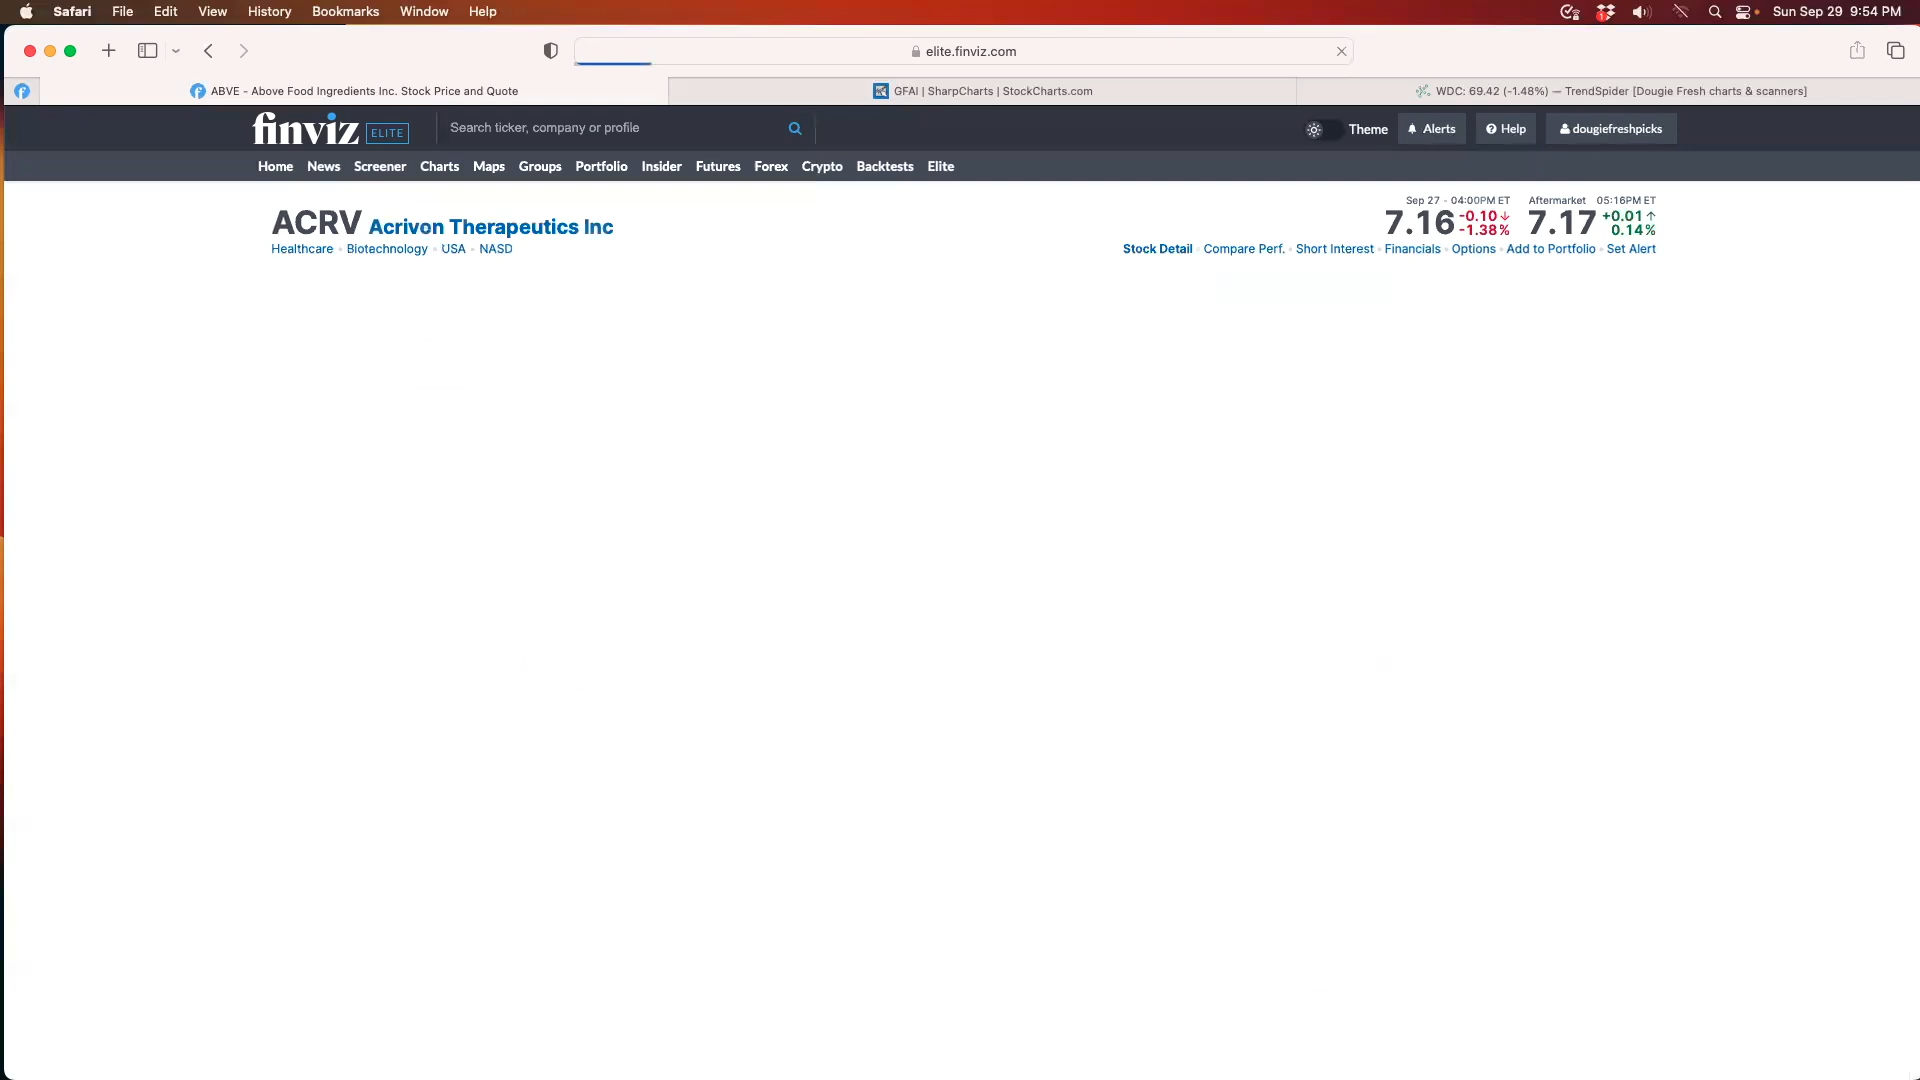 Safari File Edit View History Bookmarks Window Help Sun Sep 29 9:54 PM
elite.finviz.com
ABVE - Above Food Ingredients Inc. Stock Price and Quote
GFAI | SharpCharts | StockCharts.com
WDC: 69.42 (-1.48%) — TrendSpider [Dougie Fresh charts & scanners]
finviz ELITE
Search ticker, company or profile
Theme Alerts Help dougiefreshpicks
Home News Screener Charts Maps Groups Portfolio Insider Futures Forex Crypto Backtests Elite
Sep 27 - 04:00PM ET Aftermarket 05:16PM ET
ACRV Acrivon Therapeutics Inc
7.16 -0.10 -1.38% 7.17 +0.01 0.14%
Healthcare • Biotechnology • USA • NASD
Stock Detail • Compare Perf. • Short Interest • Financials • Options • Add to Portfolio • Set Alert